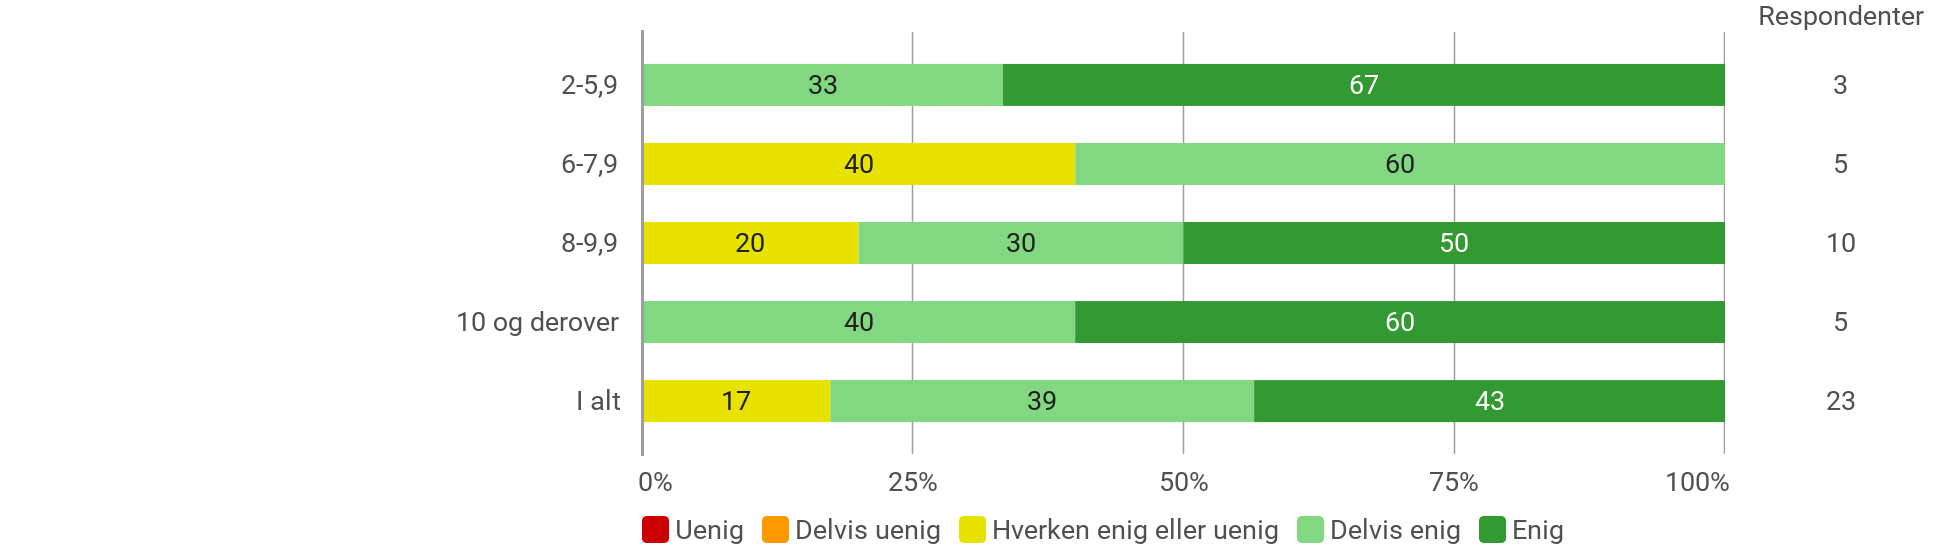 Respondenter
2-5,9 33 67 3
6-7,9 40 60 5
8-9,9 20 30 50 10
10 og derover 40 60 5
I alt 17 39 43 23
0% 25% 50% 75% 100%
Uenig Delvis uenig Hverken enig eller uenig Delvis enig Enig